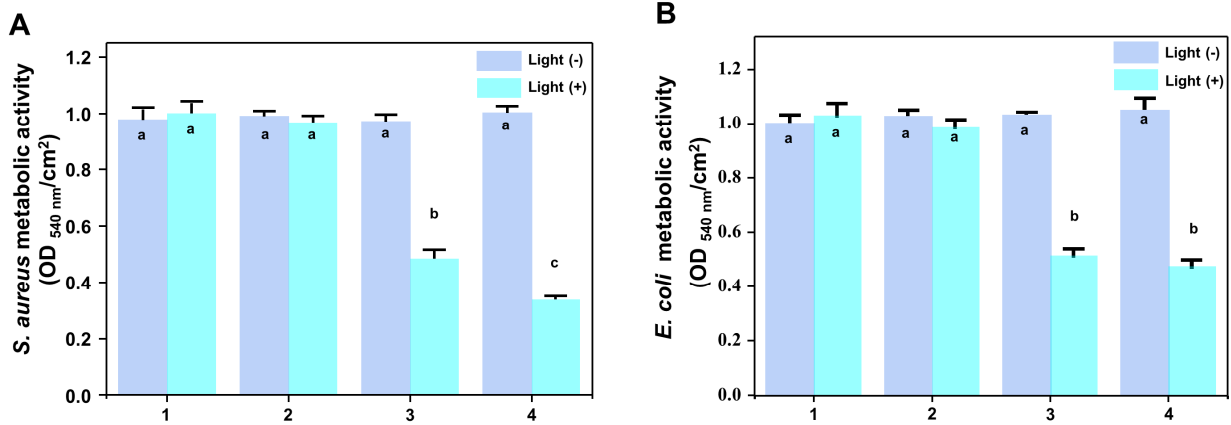 A
S. aureus metabolic activity
(OD 540 nm/cm2)
1.2
1.0
0.8
0.6
0.4
0.2
0.0
Light (-)
Light (+)
a
a
a
a
a
b
a
c
1
2
3
4
B
E. coli metabolic activity
(OD 540 nm/cm2)
1.2
1.0
0.8
0.6
0.4
0.2
0.0
Light (-)
Light (+)
a
a
a
a
a
b
a
b
1
2
3
4